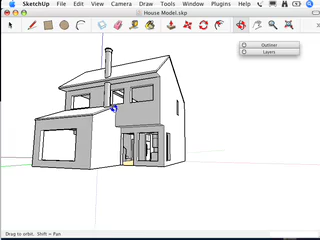 SketchUp File Edit View Camera Draw Tools Window Plugins Help
House Model.skp
Outliner
Layers
Drag to orbit. Shift = Pan